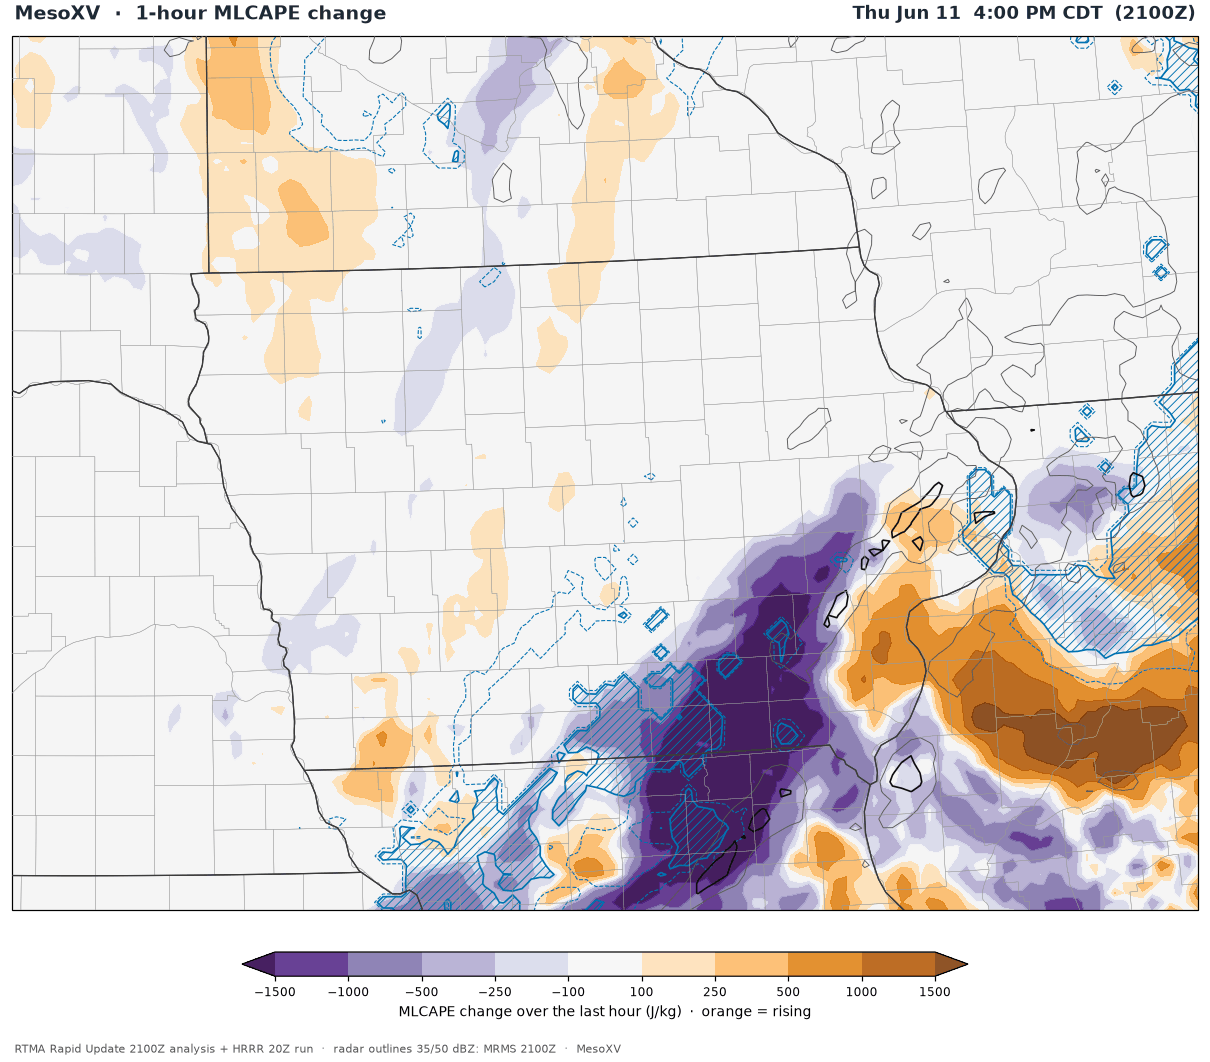 MesoXV · 1-hour MLCAPE change
Thu Jun 11 4:00 PM CDT (2100Z)
−1500 −1000 −500 −250 −100 100 250 500 1000 1500
MLCAPE change over the last hour (J/kg) · orange = rising
RTMA Rapid Update 2100Z analysis + HRRR 20Z run · radar outlines 35/50 dBZ: MRMS 2100Z · MesoXV